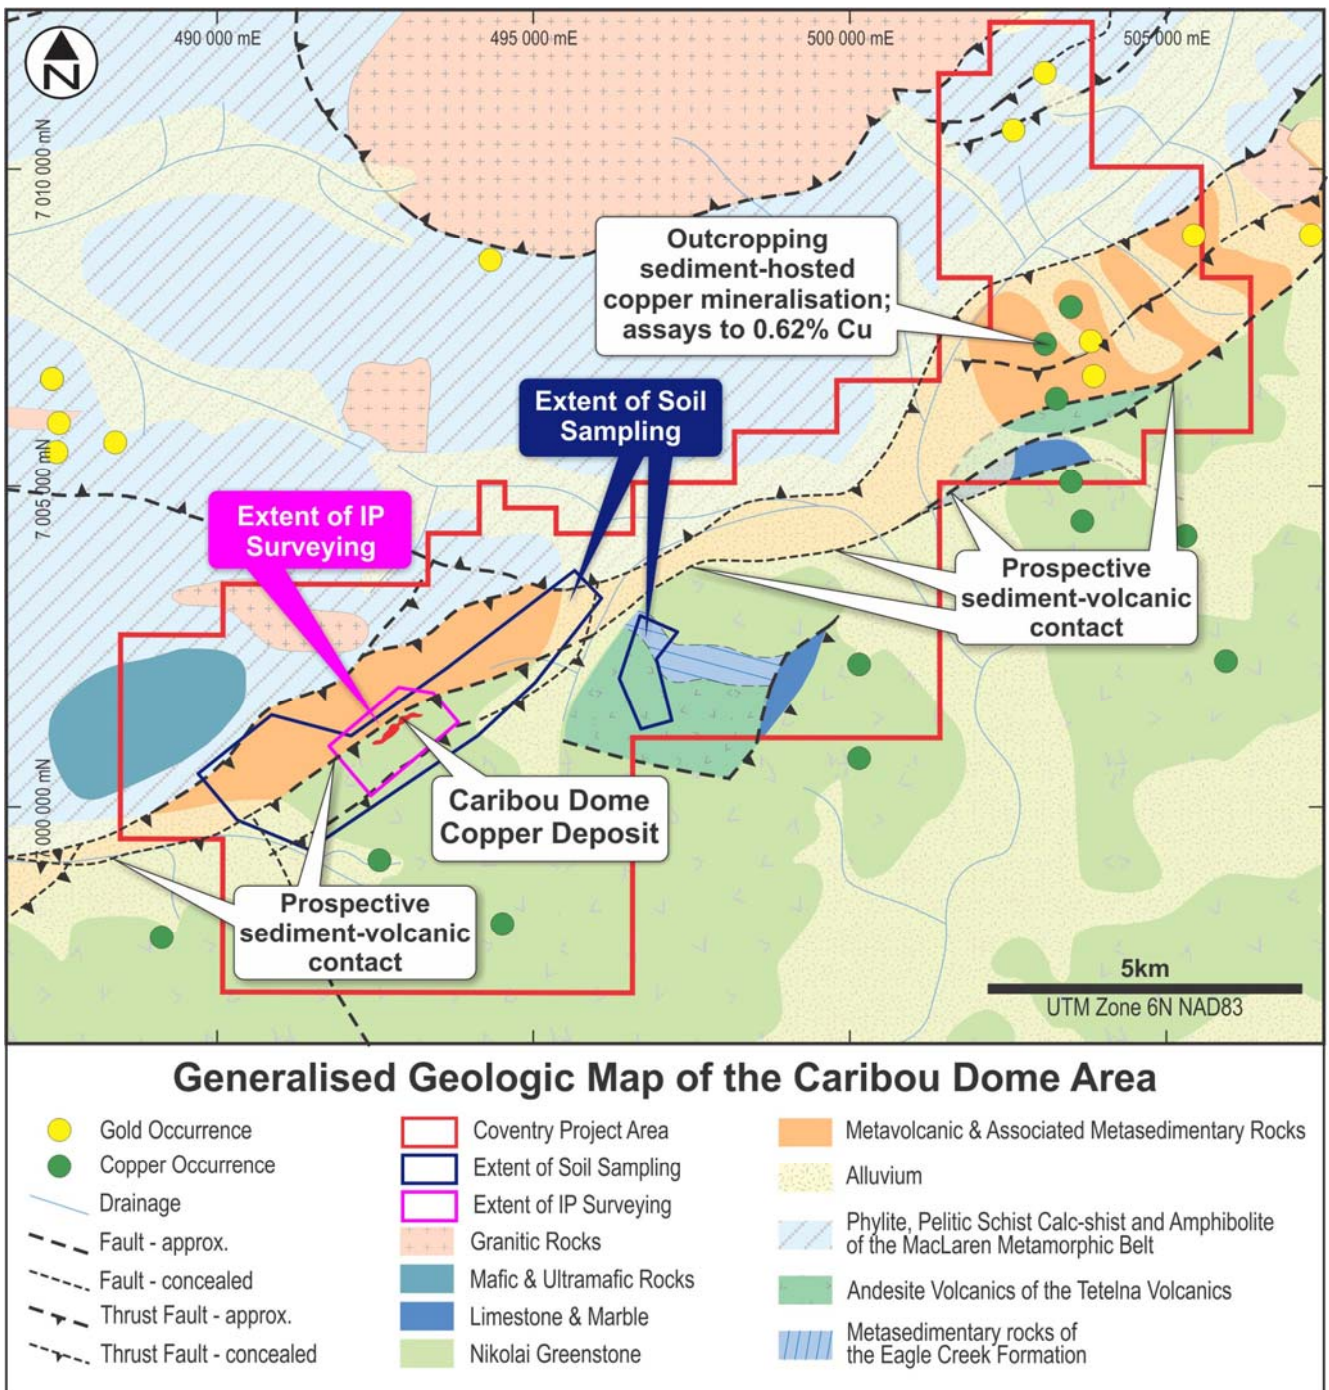 490 000 mE
495 000 mE
500 000 mE
505 000 mE
N
7 010 000 mN
7 005 000 mN
000 000 mN
Outcropping
sediment-hosted
copper mineralisation;
assays to 0.62% Cu
Extent of Soil
Sampling
Extent of IP
Surveying
Prospective
sediment-volcanic
contact
Caribou Dome
Copper Deposit
Prospective
sediment-volcanic
contact
5km
UTM Zone 6N NAD83
Generalised Geologic Map of the Caribou Dome Area
Gold Occurrence
Copper Occurrence
Drainage
Fault - approx.
Fault - concealed
Thrust Fault - approx.
Thrust Fault - concealed
Coventry Project Area
Extent of Soil Sampling
Extent of IP Surveying
Granitic Rocks
Mafic & Ultramafic Rocks
Limestone & Marble
Nikolai Greenstone
Metavolcanic & Associated Metasedimentary Rocks
Alluvium
Phylite, Pelitic Schist Calc-shist and Amphibolite
of the MacLaren Metamorphic Belt
Andesite Volcanics of the Tetelna Volcanics
Metasedimentary rocks of
the Eagle Creek Formation